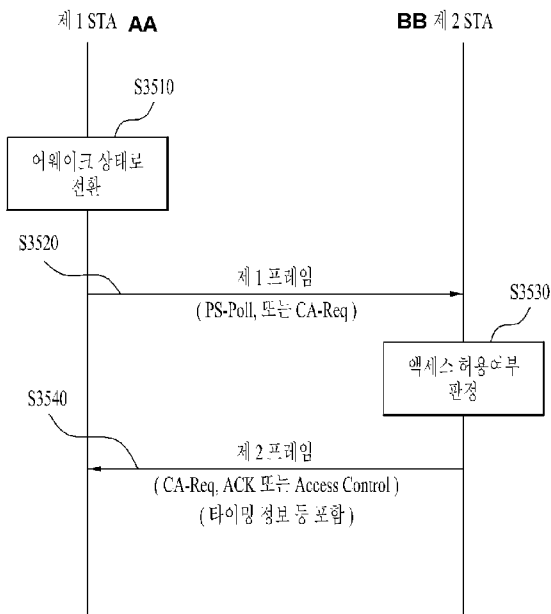 제 1 STA AA
BB 제 2 STA
S3510
어웨이크 상태로
전환
S3520
제 1 프레임
( PS-Poll, 또는 CA-Req )
S3530
액세스 허용여부
판정
S3540
제 2 프레임
( CA-Req, ACK 또는 Access Control )
( 타이밍 정보 등 포함 )